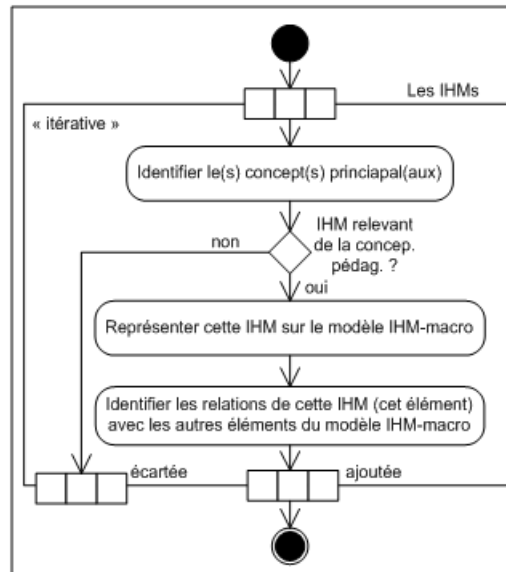 Les IHMs
« itérative »
Identifier le(s) concept(s) princiapal(aux)
IHM relevant
de la concep.
pédag. ?
non
oui
Représenter cette IHM sur le modèle IHM-macro
Identifier les relations de cette IHM (cet élémént)
avec les autres éléments du modèle IHM-macro
écartée
ajoutée